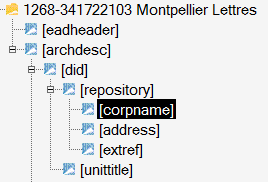 1268-341722103 Montpellier Lettres
[eadheader]
[archdesc]
[did]
[repository]
[corpname]
[address]
[extref]
[unittitle]